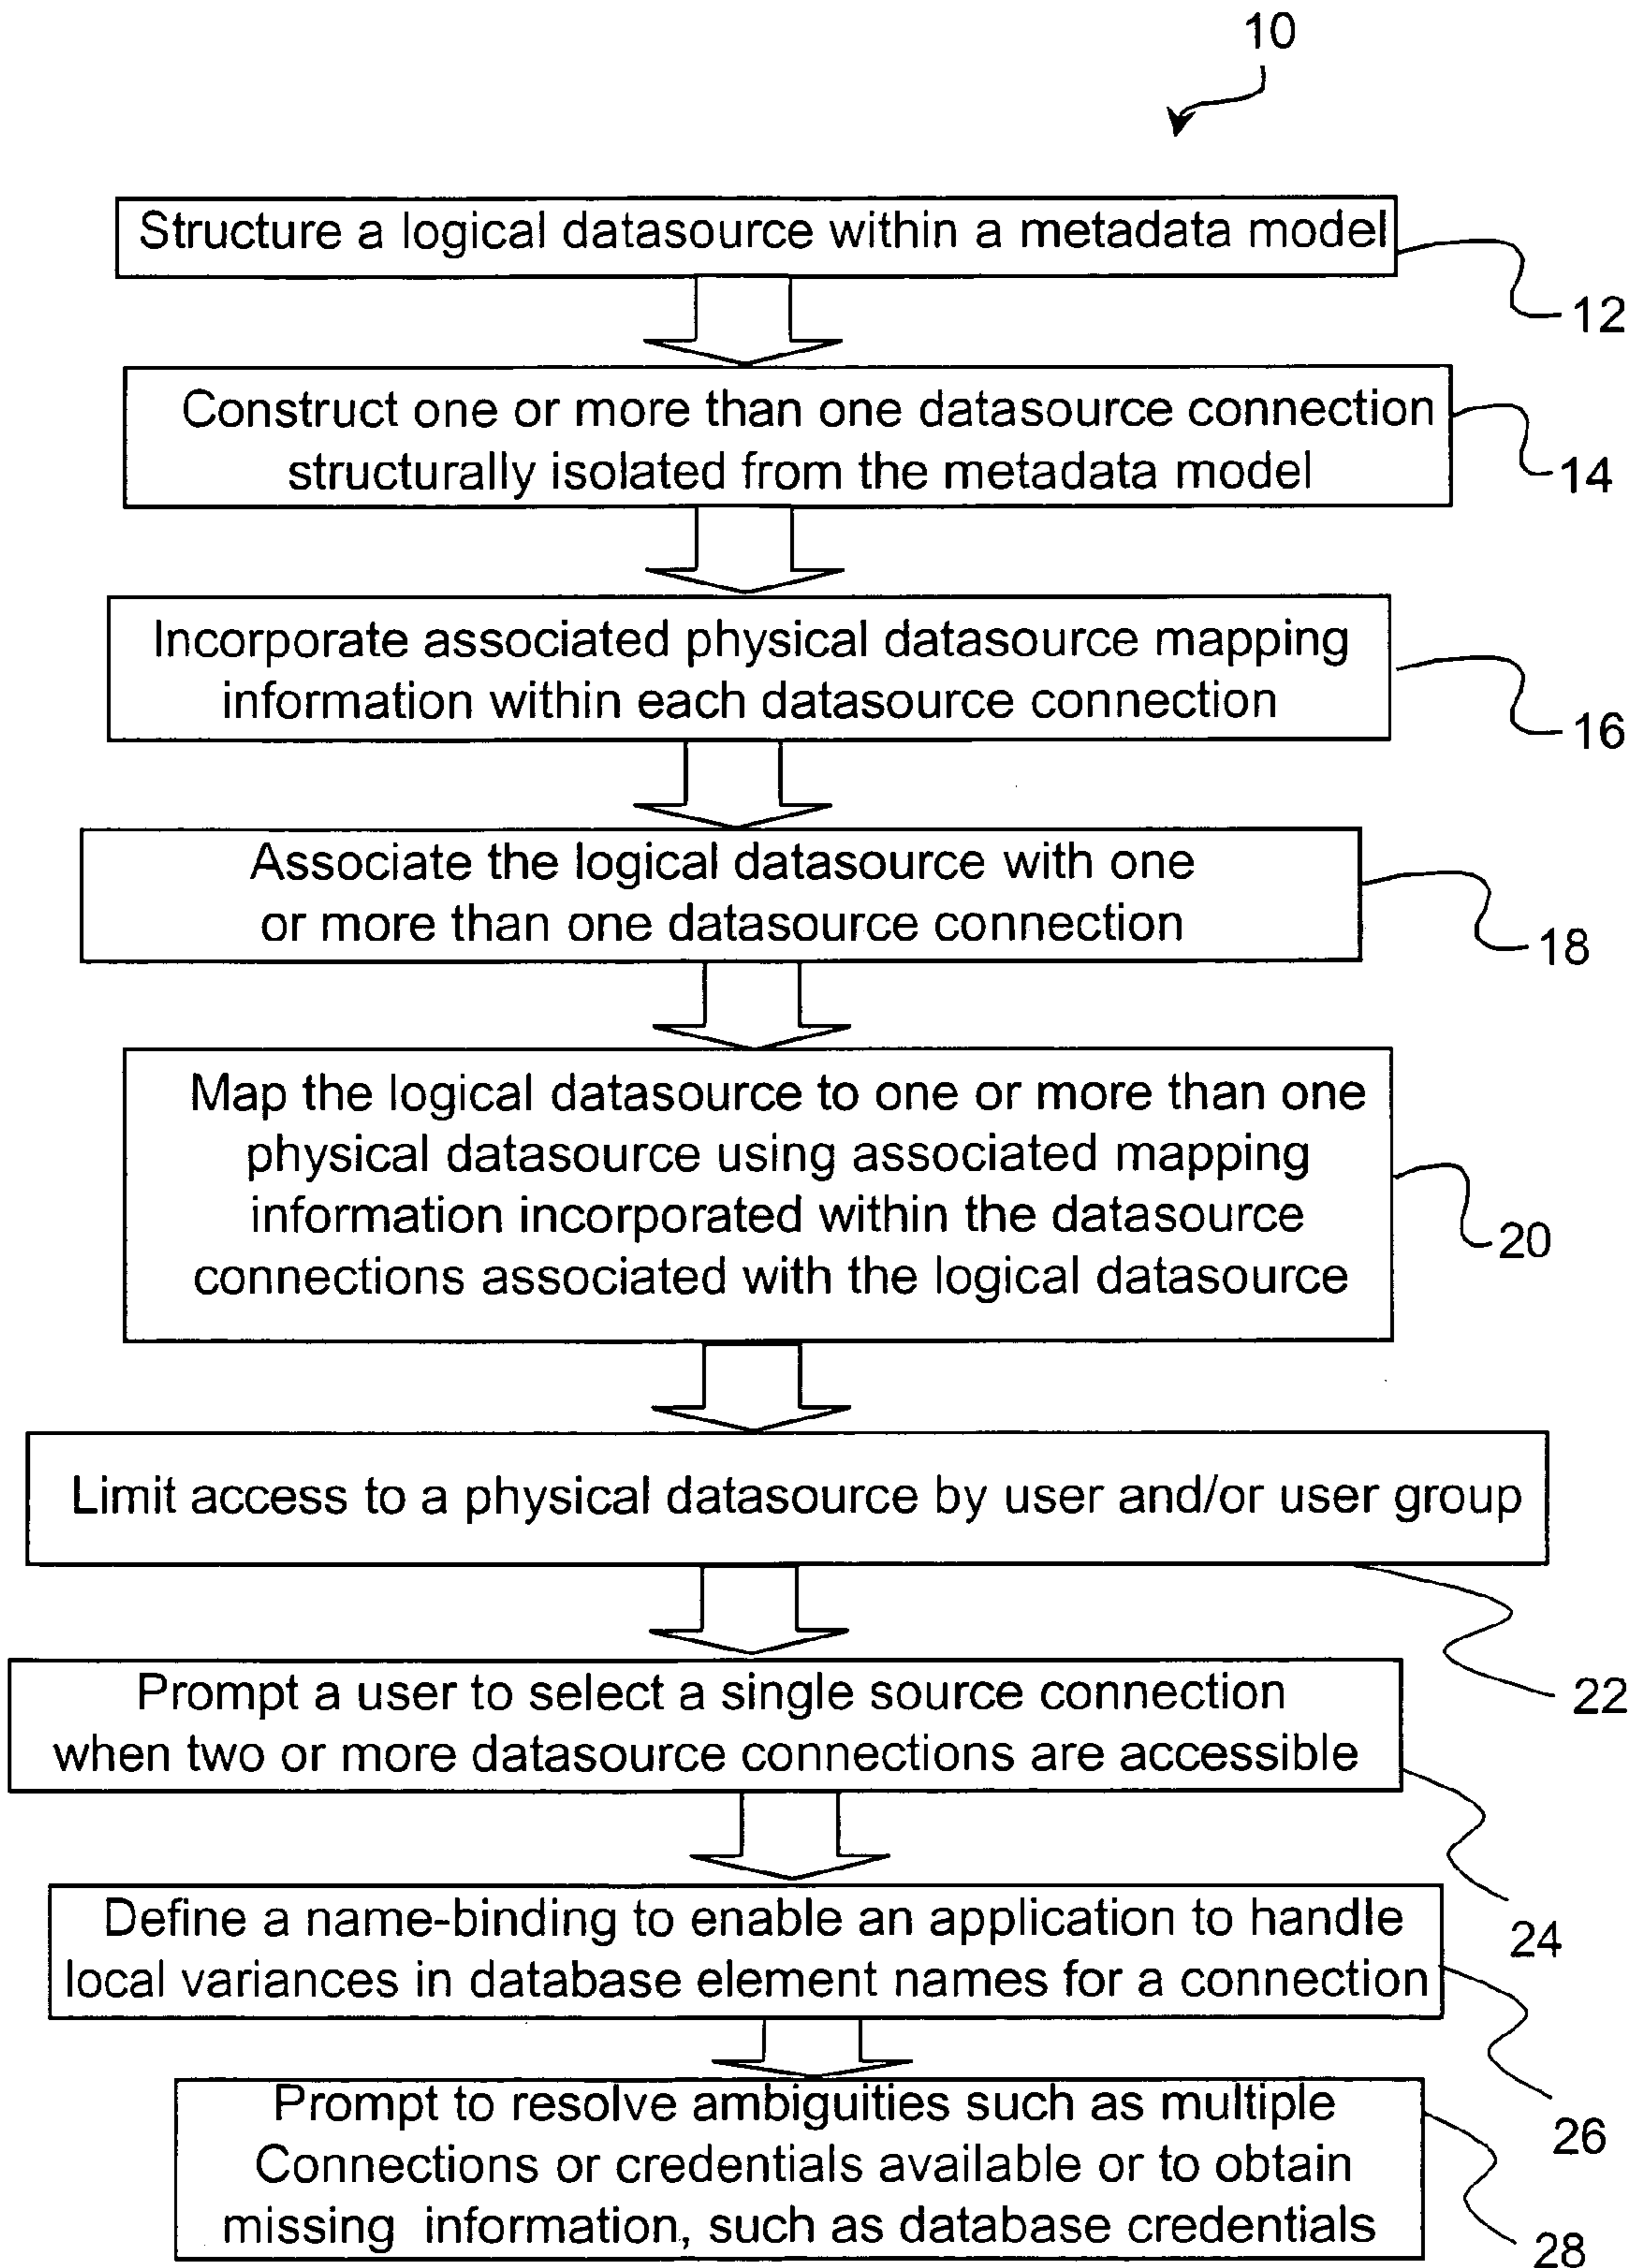 10
Structure a logical datasource within a metadata model
12
Construct one or more than one datasource connection
structurally isolated from the metadata model
14
Incorporate associated physical datasource mapping
information within each datasource connection
16
Associate the logical datasource with one
or more than one datasource connection
18
Map the logical datasource to one or more than one
physical datasource using associated mapping
information incorporated within the datasource
connections associated with the logical datasource
20
Limit access to a physical datasource by user and/or user group
22
Prompt a user to select a single source connection
when two or more datasource connections are accessible
24
Define a name-binding to enable an application to handle
local variances in database element names for a connection
26
Prompt to resolve ambiguities such as multiple
Connections or credentials available or to obtain
missing information, such as database credentials
28